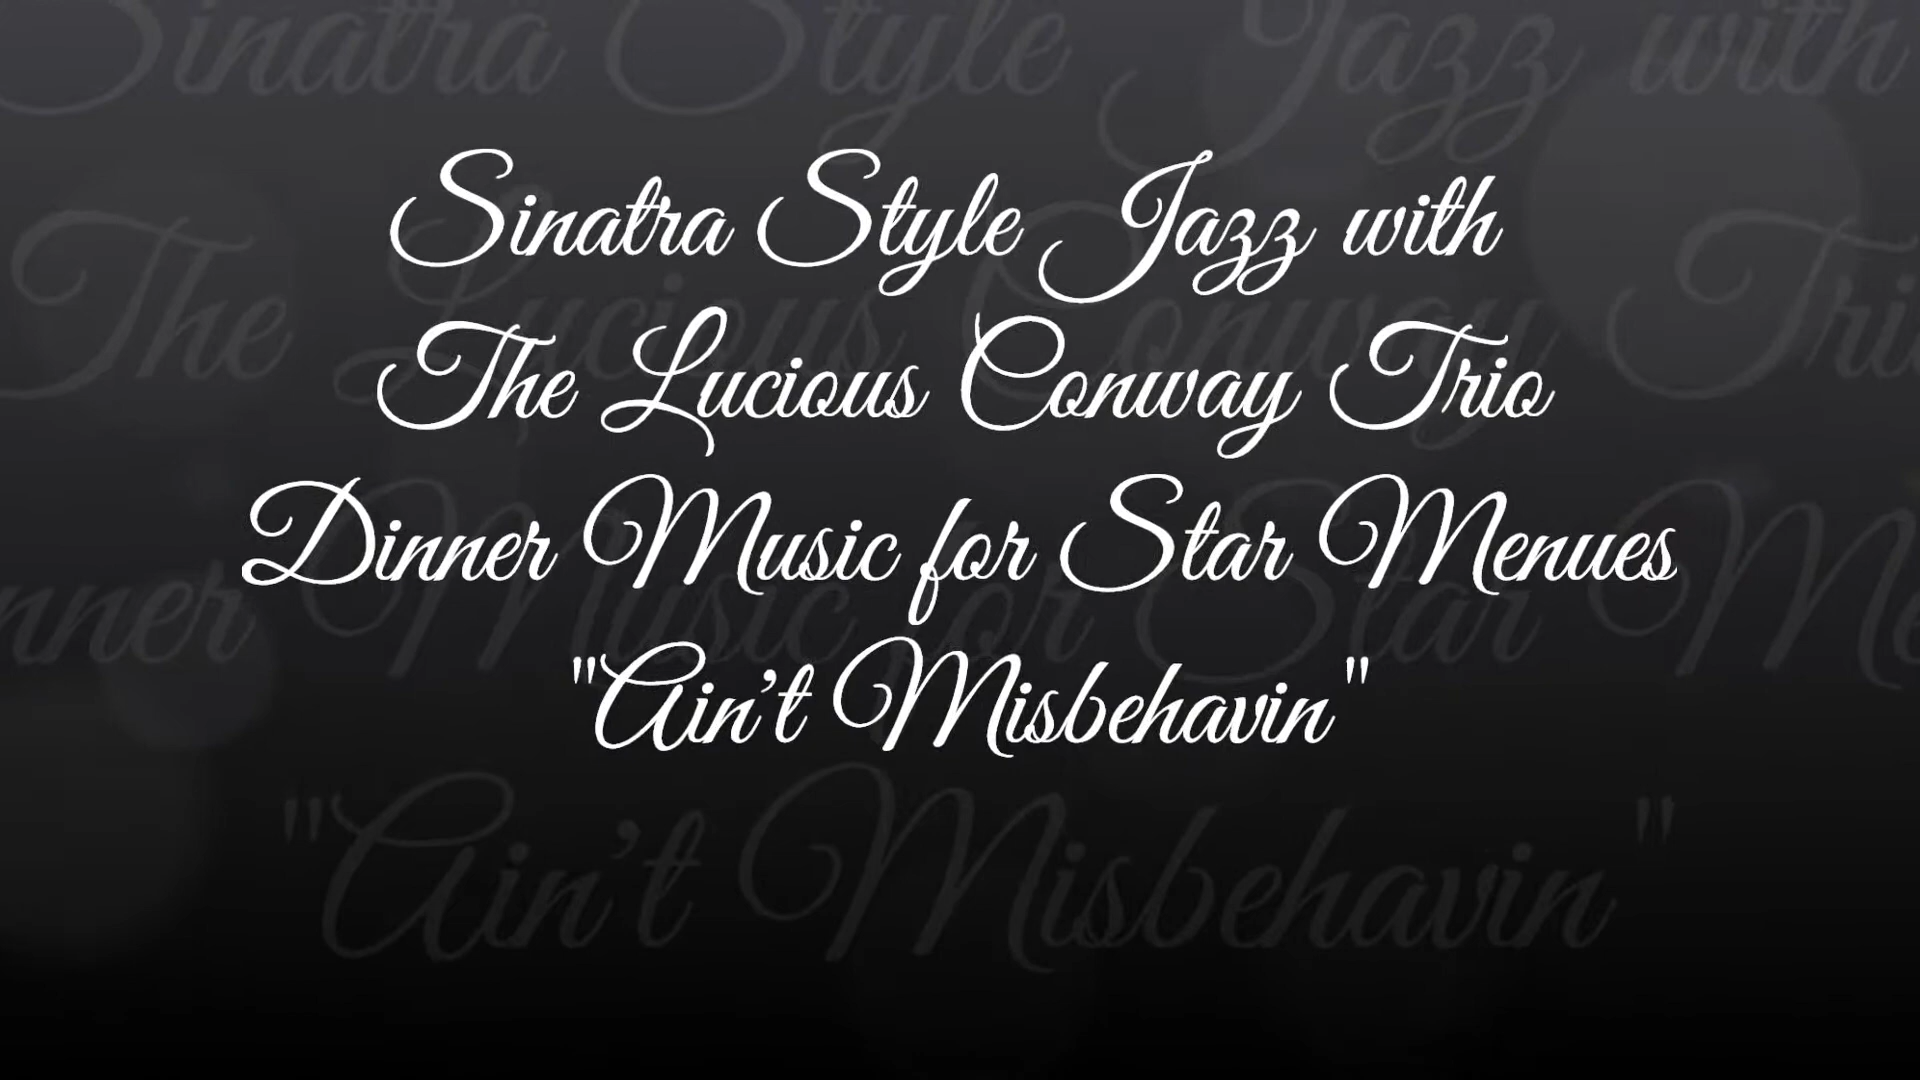 Sinatra Style Jazz with
The Lucious Conway Trio
Dinner Music for Star Menues
"Ain't Misbehavin"